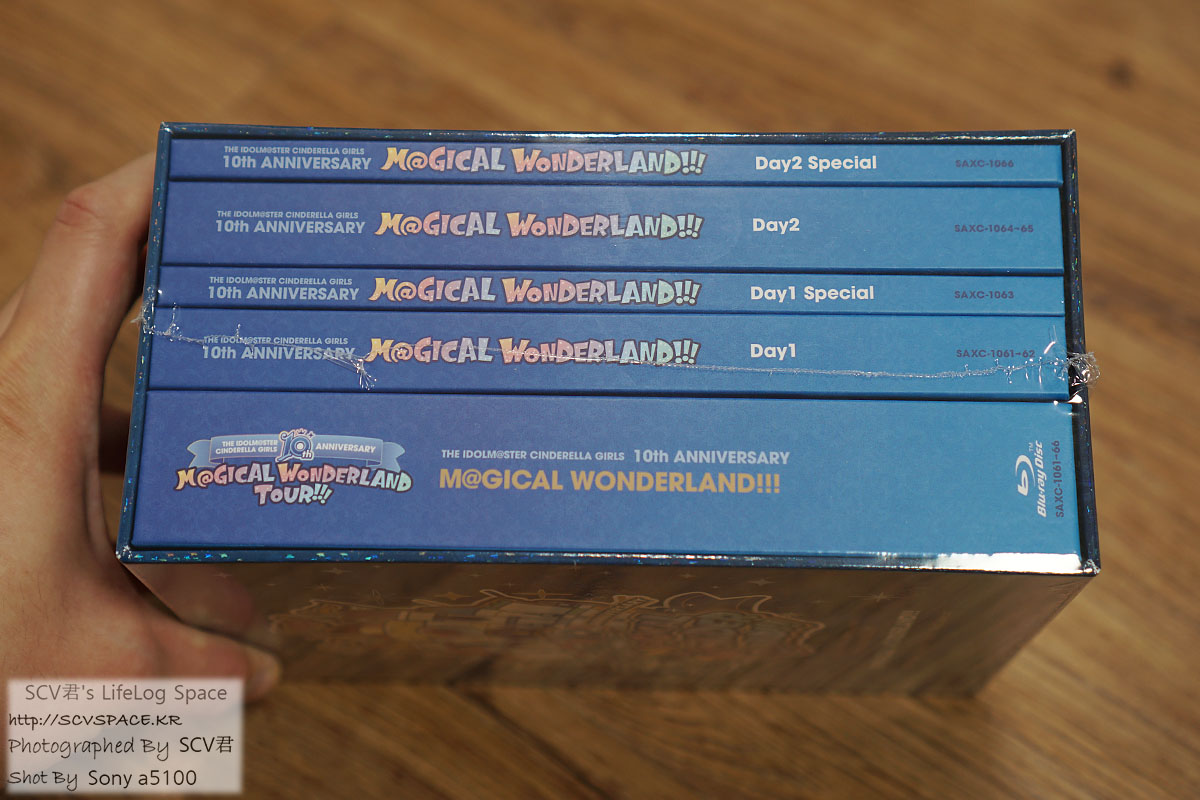 THE IDOLM@STER CINDERELLA GIRLS
10th ANNIVERSARY M@GICAL WONDERLAND!!! Day2 Special SAXC-1066
THE IDOLM@STER CINDERELLA GIRLS
10th ANNIVERSARY M@GICAL WONDERLAND!!! Day2 SAXC-1064~65
THE IDOLM@STER CINDERELLA GIRLS
10th ANNIVERSARY M@GICAL WONDERLAND!!! Day1 Special SAXC-1063
THE IDOLM@STER CINDERELLA GIRLS
10th ANNIVERSARY M@GICAL WONDERLAND!!! Day1 SAXC-1061~62
THE IDOLM@STER
CINDERELLA GIRLS 10th ANNIVERSARY
M@GICAL WONDERLAND
TOUR!!!
THE IDOLM@STER CINDERELLA GIRLS 10th ANNIVERSARY
M@GICAL WONDERLAND!!!
Blu-ray Disc™
SAXC-1061~66
SCV君's LifeLog Space
http://SCVSPACE.KR
Photographed By SCV君
Shot By Sony a5100